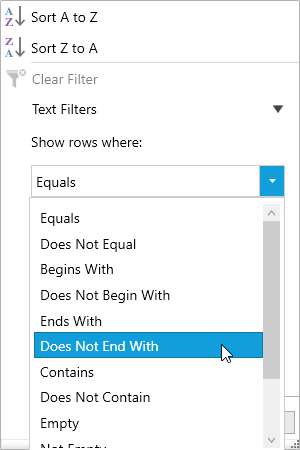 Sort A to Z
Sort Z to A
Clear Filter
Text Filters
Show rows where:
Equals
Equals
Does Not Equal
Begins With
Does Not Begin With
Ends With
Does Not End With
Contains
Does Not Contain
Empty
Not Empty